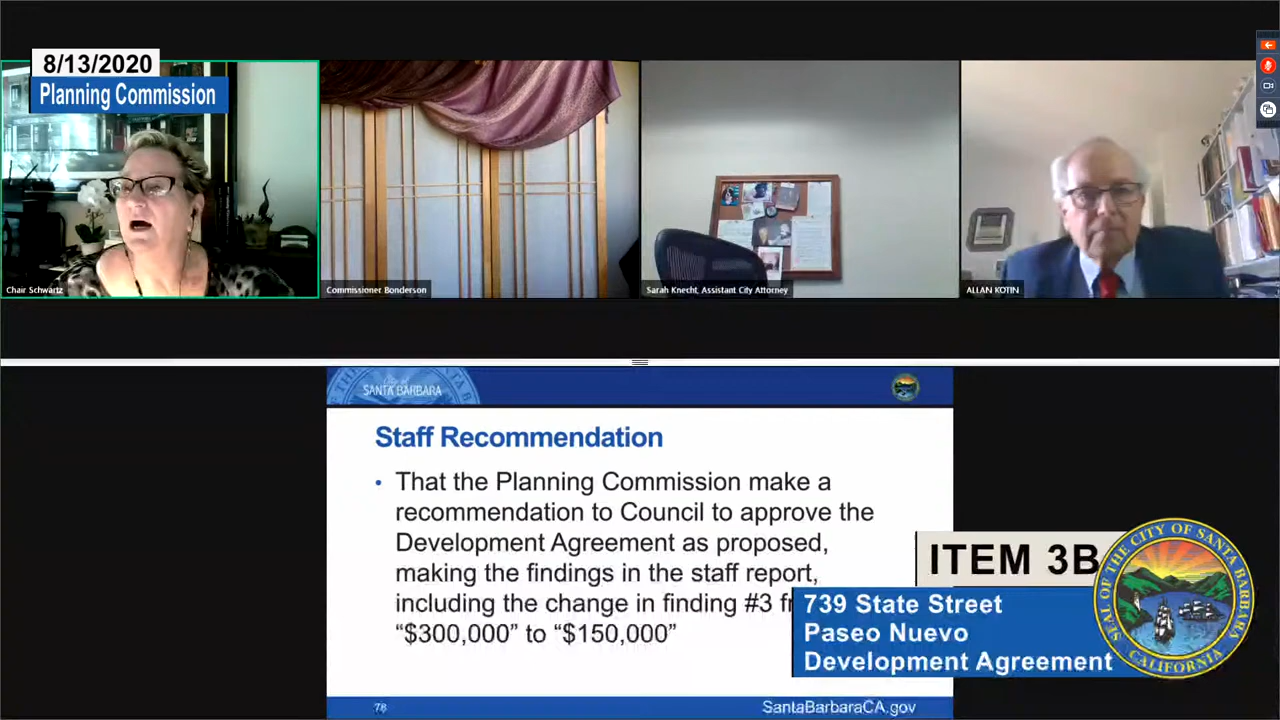 8/13/2020
Planning Commission
Chair Schwartz
Commissioner Bonderson
Sarah Knecht, Assistant City Attorney
ALLAN KOTIN
City of
SANTA BARBARA
Staff Recommendation
• That the Planning Commission make a
recommendation to Council to approve the
Development Agreement as proposed,
making the findings in the staff report,
including the change in finding #3 f
“$300,000” to “$150,000”
78
SantaBarbaraCA.gov
ITEM 3B
739 State Street
Paseo Nuevo
Development Agreement
SEAL OF THE CITY OF SANTA BARBARA
CALIFORNIA